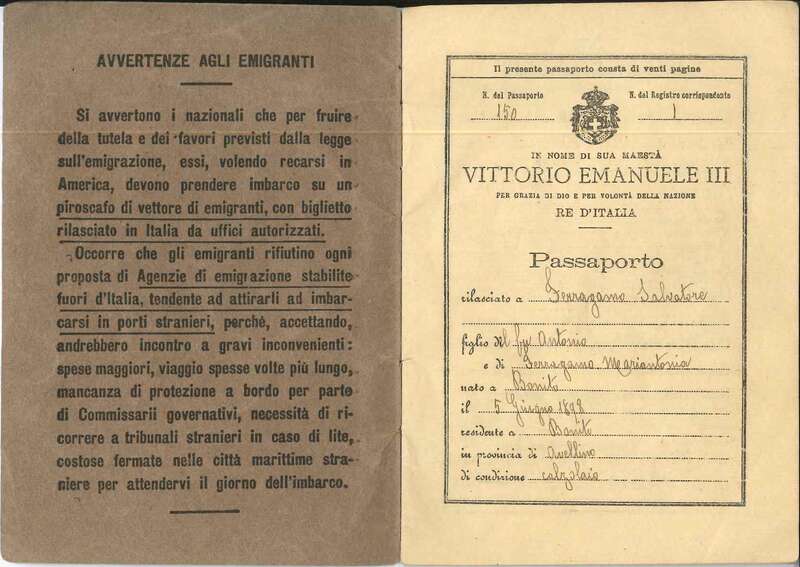 AVVERTENZE AGLI EMIGRANTI
Si avvertono i nazionali che per fruire
della tutela e dei favori previsti dalla legge
sull'emigrazione, essi, volendo recarsi in
America, devono prendere imbarco su un
piroscafo di vettore di emigranti, con biglietto
rilasciato in Italia da uffici autorizzati.
Occorre che gli emigranti rifiutino ogni
proposta di Agenzie di emigrazione stabilite
fuori d'Italia, tendente ad attirarli ad imbar-
carsi in porti stranieri, perchè, accettando,
andrebbero incontro a gravi inconvenienti:
spese maggiori, viaggio spesse volte più lungo,
mancanza di protezione a bordo per parte
di Commissarii governativi, necessità di ri-
correre a tribunali stranieri in caso di lite,
costose fermate nelle città marittime stra-
niere per attendervi il giorno dell'imbarco.
Il presente passaporto consta di venti pagine
N. del Passaporto
150
N. del Registro corrispondente
1
IN NOME DI SUA MAESTÀ
VITTORIO EMANUELE III
PER GRAZIA DI DIO E PER VOLONTÀ DELLA NAZIONE
RE D'ITALIA
Passaporto
rilasciato a Ferragamo Salvatore
figlio del fu Antonio
e di Ferragamo Mariantonia
nato a Bonito
il 5 Giugno 1898
residente a Bonito
in provincia di Avellino
di condizione calzolaio